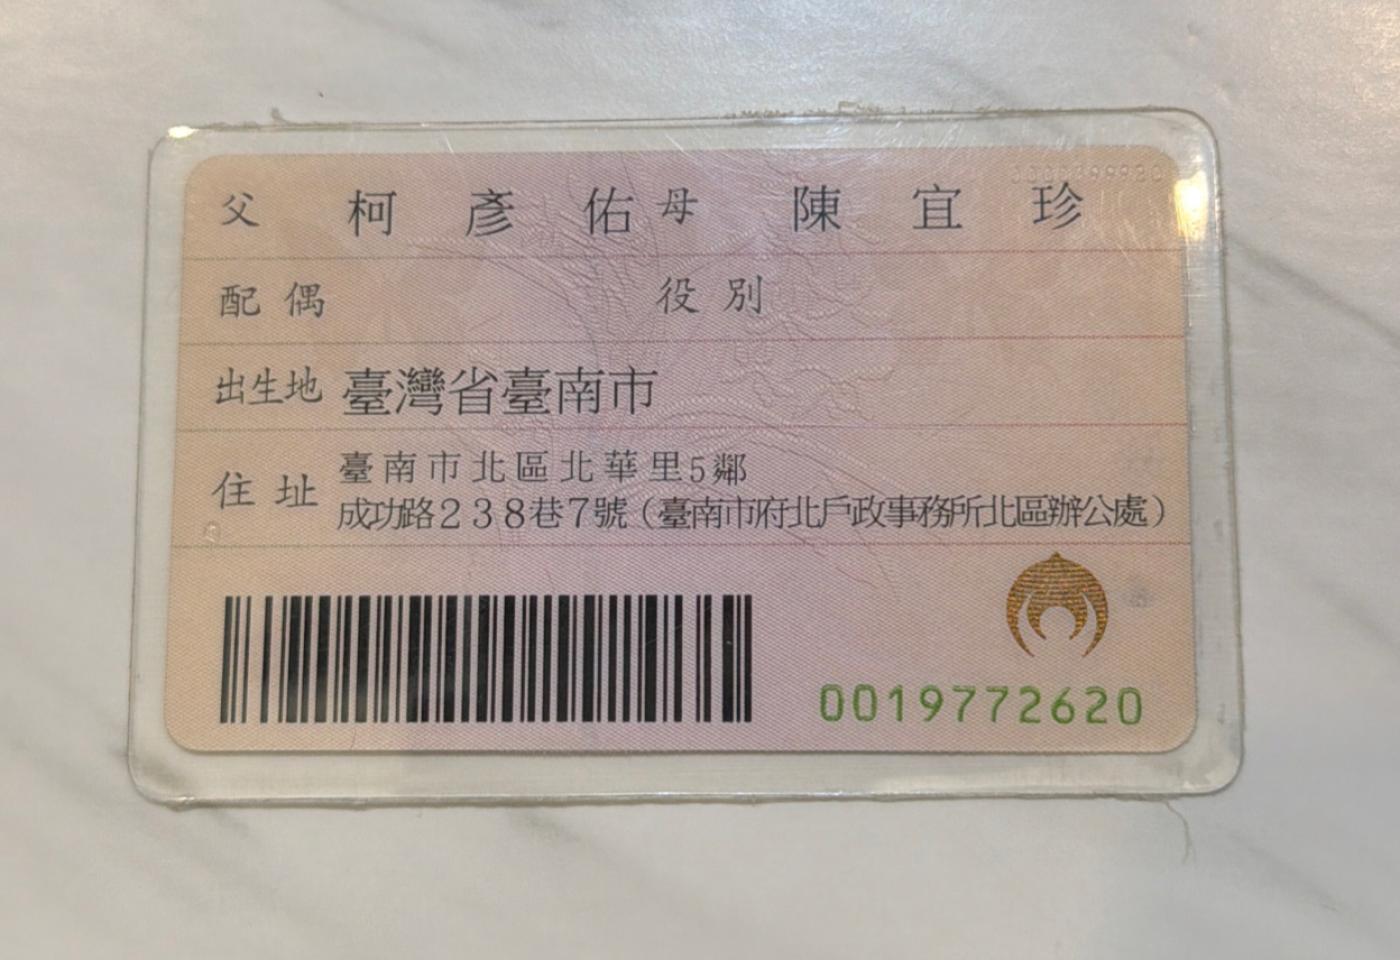 父 柯彥佑 母 陳宜珍
配偶 役別
出生地 臺灣省臺南市
住址 臺南市北區北華里5鄰
成功路238巷7號（臺南市府北戶政事務所北區辦公處）
0019772620